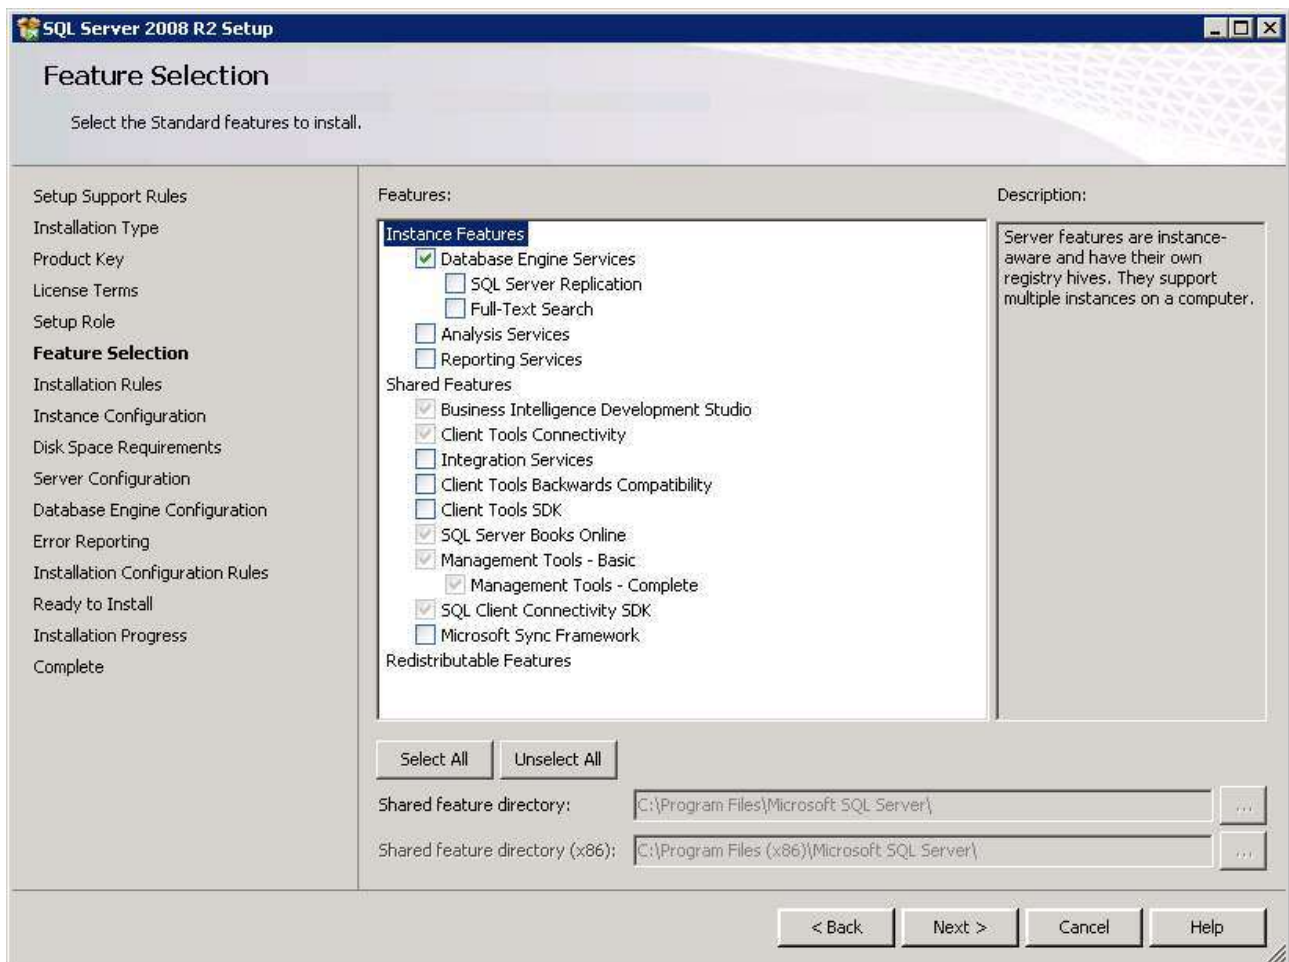 SQL Server 2008 R2 Setup
Feature Selection
Select the Standard features to install.
Setup Support Rules
Installation Type
Product Key
License Terms
Setup Role
Feature Selection
Installation Rules
Instance Configuration
Disk Space Requirements
Server Configuration
Database Engine Configuration
Error Reporting
Installation Configuration Rules
Ready to Install
Installation Progress
Complete
Features:
Instance Features
Database Engine Services
SQL Server Replication
Full-Text Search
Analysis Services
Reporting Services
Shared Features
Business Intelligence Development Studio
Client Tools Connectivity
Integration Services
Client Tools Backwards Compatibility
Client Tools SDK
SQL Server Books Online
Management Tools - Basic
Management Tools - Complete
SQL Client Connectivity SDK
Microsoft Sync Framework
Redistributable Features
Description:
Server features are instance-
aware and have their own
registry hives. They support
multiple instances on a computer.
Select All
Unselect All
Shared feature directory:
C:\Program Files\Microsoft SQL Server\
...
Shared feature directory (x86):
C:\Program Files (x86)\Microsoft SQL Server\
...
< Back
Next >
Cancel
Help